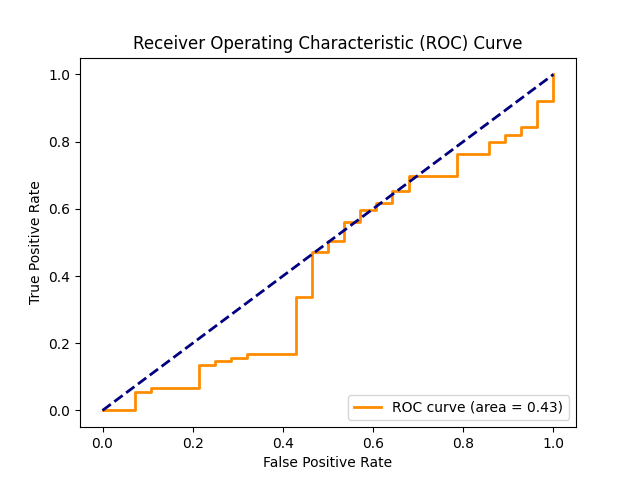 Receiver Operating Characteristic (ROC) Curve
True Positive Rate
1.0
0.8
0.6
0.4
0.2
0.0
ROC curve (area = 0.43)
0.0 0.2 0.4 0.6 0.8 1.0
False Positive Rate